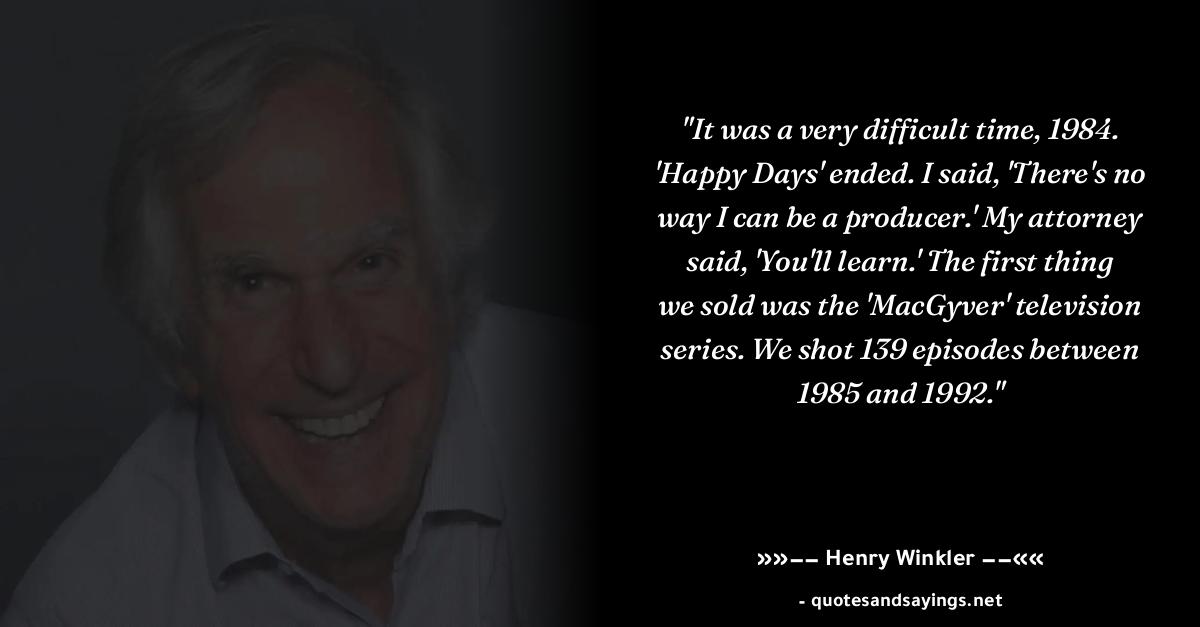 "It was a very difficult time, 1984.
'Happy Days' ended. I said, 'There's no
way I can be a producer.' My attorney
said, 'You'll learn.' The first thing
we sold was the 'MacGyver' television
series. We shot 139 episodes between
1985 and 1992."
»»–– Henry Winkler ––««
- quotesandsayings.net